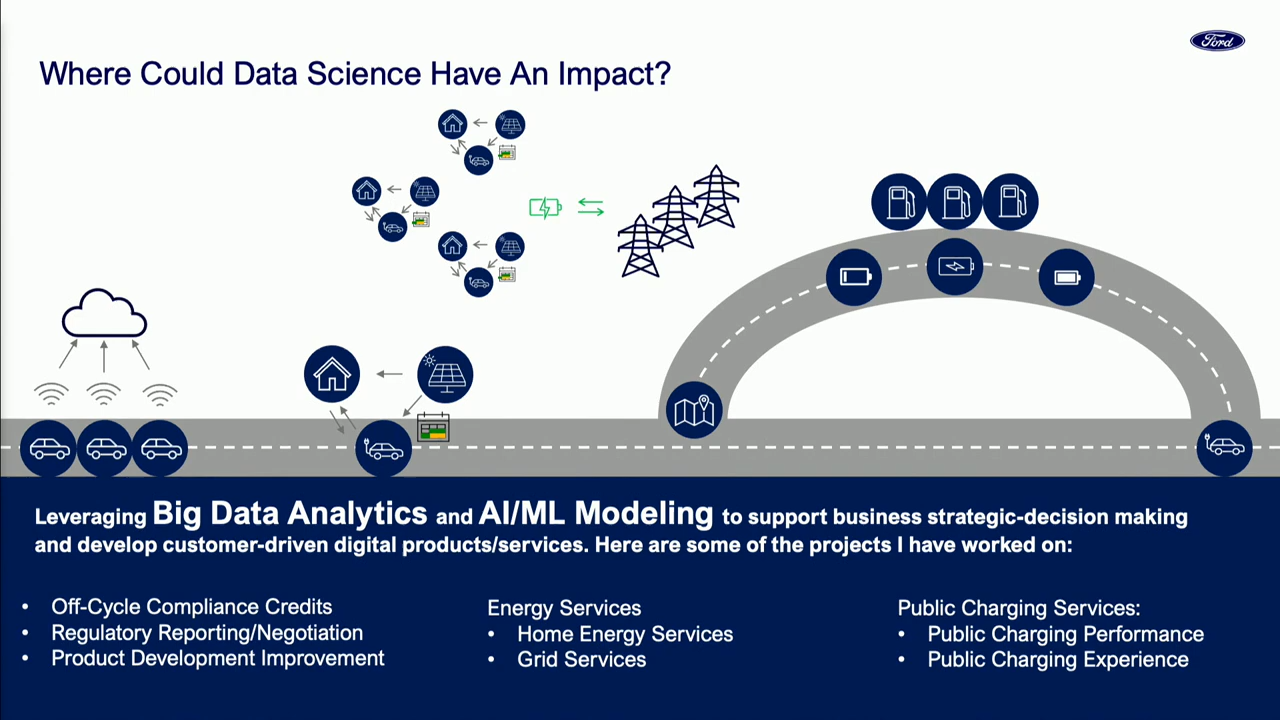 Ford
Where Could Data Science Have An Impact?
Leveraging Big Data Analytics and AI/ML Modeling to support business strategic-decision making
and develop customer-driven digital products/services. Here are some of the projects I have worked on:
• Off-Cycle Compliance Credits
• Regulatory Reporting/Negotiation
• Product Development Improvement
Energy Services
• Home Energy Services
• Grid Services
Public Charging Services:
• Public Charging Performance
• Public Charging Experience